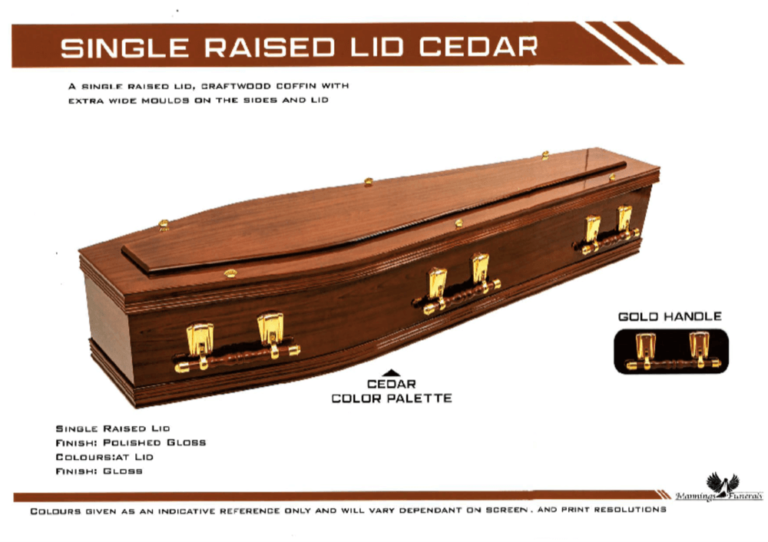 SINGLE RAISED LID CEDAR
A SINGLE RAISED LID, CRAFTWOOD COFFIN WITH
EXTRA WIDE MOULDS ON THE SIDES AND LID
GOLD HANDLE
CEDAR
COLOR PALETTE
SINGLE RAISED LID
FINISH: POLISHED GLOSS
COLOURS:AT LID
FINISH: GLOSS
Mannings Funerals
COLOURS GIVEN AS AN INDICATIVE REFERENCE ONLY AND WILL VARY DEPENDANT ON SCREEN . AND PRINT RESOLUTIONS